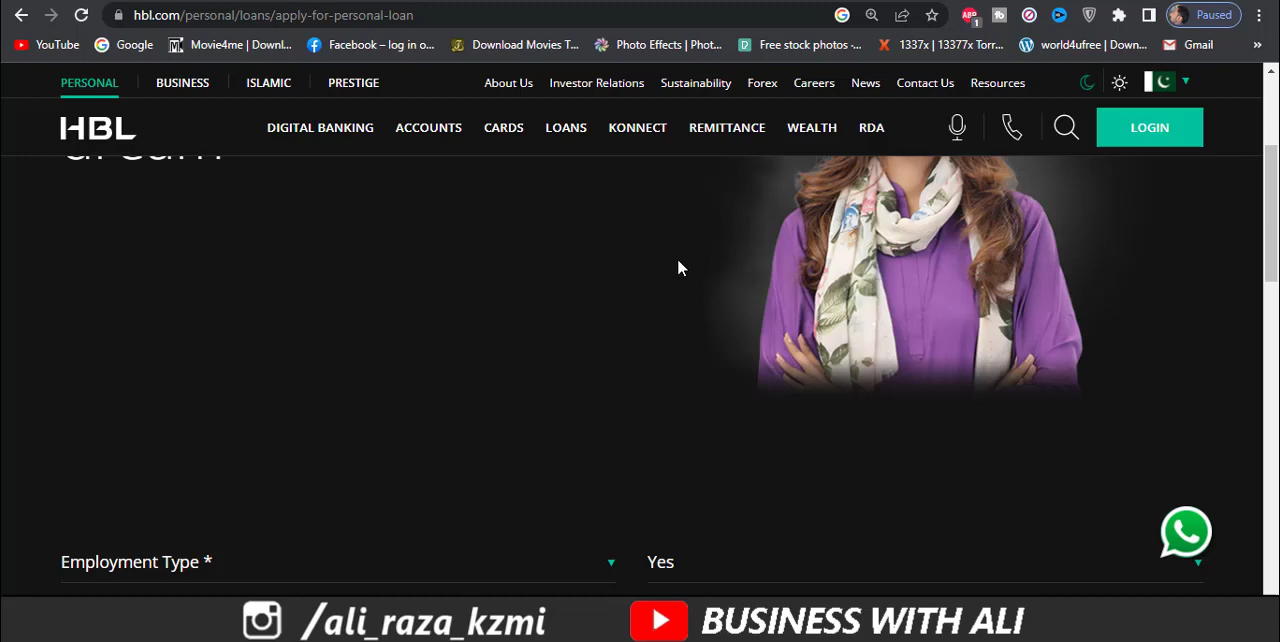 hbl.com/personal/loans/apply-for-personal-loan
ABP 1
Paused
YouTube Google Movie4me | Downl... Facebook – log in o... Download Movies T... Photo Effects | Phot... Free stock photos -... 1337x | 13377x Torr... world4ufree | Down... Gmail »
PERSONAL BUSINESS ISLAMIC PRESTIGE About Us Investor Relations Sustainability Forex Careers News Contact Us Resources
HBL DIGITAL BANKING ACCOUNTS CARDS LOANS KONNECT REMITTANCE WEALTH RDA LOGIN
Employment Type * Yes
/ali_raza_kzmi BUSINESS WITH ALI